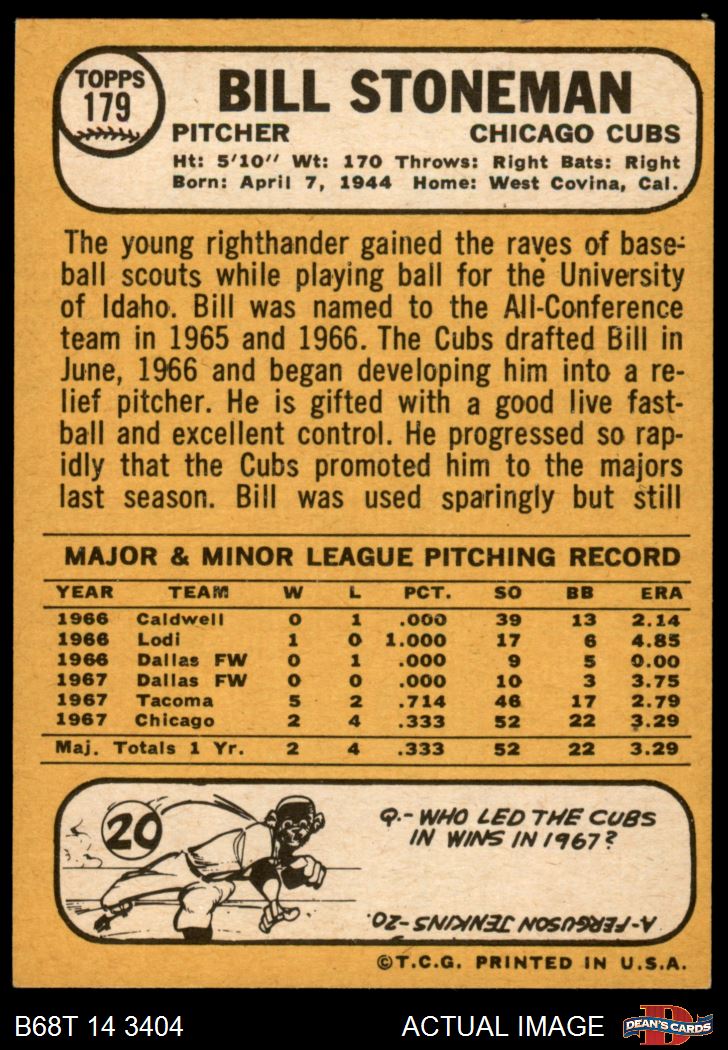 TOPPS
179
BILL STONEMAN
PITCHER CHICAGO CUBS
Ht: 5'10" Wt: 170 Throws: Right Bats: Right
Born: April 7, 1944 Home: West Covina, Cal.
The young righthander gained the raves of base-
ball scouts while playing ball for the University
of Idaho. Bill was named to the All-Conference
team in 1965 and 1966. The Cubs drafted Bill in
June, 1966 and began developing him into a re-
lief pitcher. He is gifted with a good live fast-
ball and excellent control. He progressed so rap-
idly that the Cubs promoted him to the majors
last season. Bill was used sparingly but still
MAJOR & MINOR LEAGUE PITCHING RECORD
YEAR TEAM W L PCT. SO BB ERA
1966 Caldwell 0 1 .000 39 13 2.14
1966 Lodi 1 0 1.000 17 6 4.85
1966 Dallas FW 0 1 .000 9 5 0.00
1967 Dallas FW 0 0 .000 10 3 3.75
1967 Tacoma 5 2 .714 46 17 2.79
1967 Chicago 2 4 .333 52 22 3.29
Maj. Totals 1 Yr. 2 4 .333 52 22 3.29
20
Q.- WHO LED THE CUBS
IN WINS IN 1967?
A-FERGUSON JENKINS-20.
©T.C.G. PRINTED IN U.S.A.
B68T 14 3404 ACTUAL IMAGE
D
DEAN'S CARDS